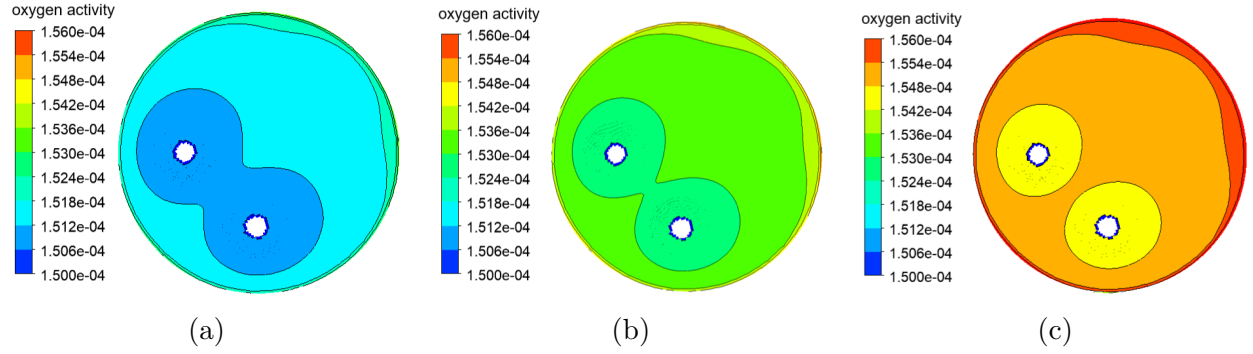 oxygen activity
1.560e-04
1.554e-04
1.548e-04
1.542e-04
1.536e-04
1.530e-04
1.524e-04
1.518e-04
1.512e-04
1.506e-04
1.500e-04
(a)
oxygen activity
1.560e-04
1.554e-04
1.548e-04
1.542e-04
1.536e-04
1.530e-04
1.524e-04
1.518e-04
1.512e-04
1.506e-04
1.500e-04
(b)
oxygen activity
1.560e-04
1.554e-04
1.548e-04
1.542e-04
1.536e-04
1.530e-04
1.524e-04
1.518e-04
1.512e-04
1.506e-04
1.500e-04
(c)